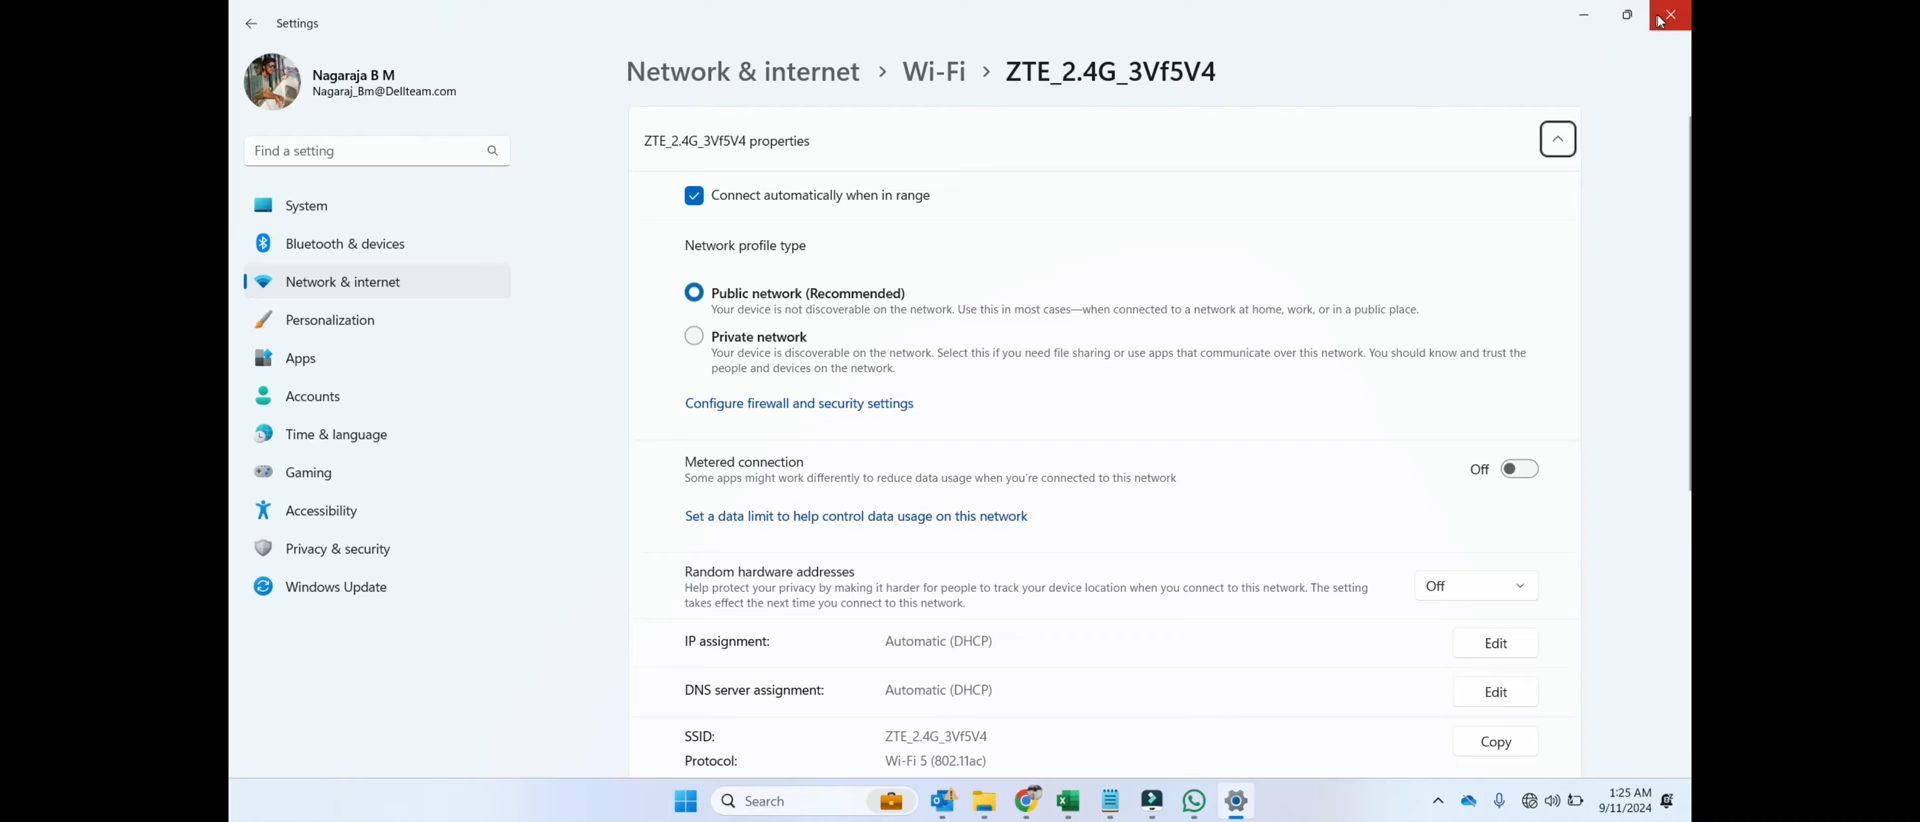 Settings
Nagaraja B M
Nagaraj_Bm@Dellteam.com
Find a setting
System
Bluetooth & devices
Network & internet
Personalization
Apps
Accounts
Time & language
Gaming
Accessibility
Privacy & security
Windows Update
Network & internet › Wi-Fi › ZTE_2.4G_3Vf5V4
ZTE_2.4G_3Vf5V4 properties
Connect automatically when in range
Network profile type
Public network (Recommended)
Your device is not discoverable on the network. Use this in most cases—when connected to a network at home, work, or in a public place.
Private network
Your device is discoverable on the network. Select this if you need file sharing or use apps that communicate over this network. You should know and trust the
people and devices on the network.
Configure firewall and security settings
Metered connection
Some apps might work differently to reduce data usage when you're connected to this network
Off
Set a data limit to help control data usage on this network
Random hardware addresses
Help protect your privacy by making it harder for people to track your device location when you connect to this network. The setting
takes effect the next time you connect to this network.
Off
IP assignment: Automatic (DHCP) Edit
DNS server assignment: Automatic (DHCP) Edit
SSID: ZTE_2.4G_3Vf5V4 Copy
Protocol: Wi-Fi 5 (802.11ac)
Search
1:25 AM
9/11/2024